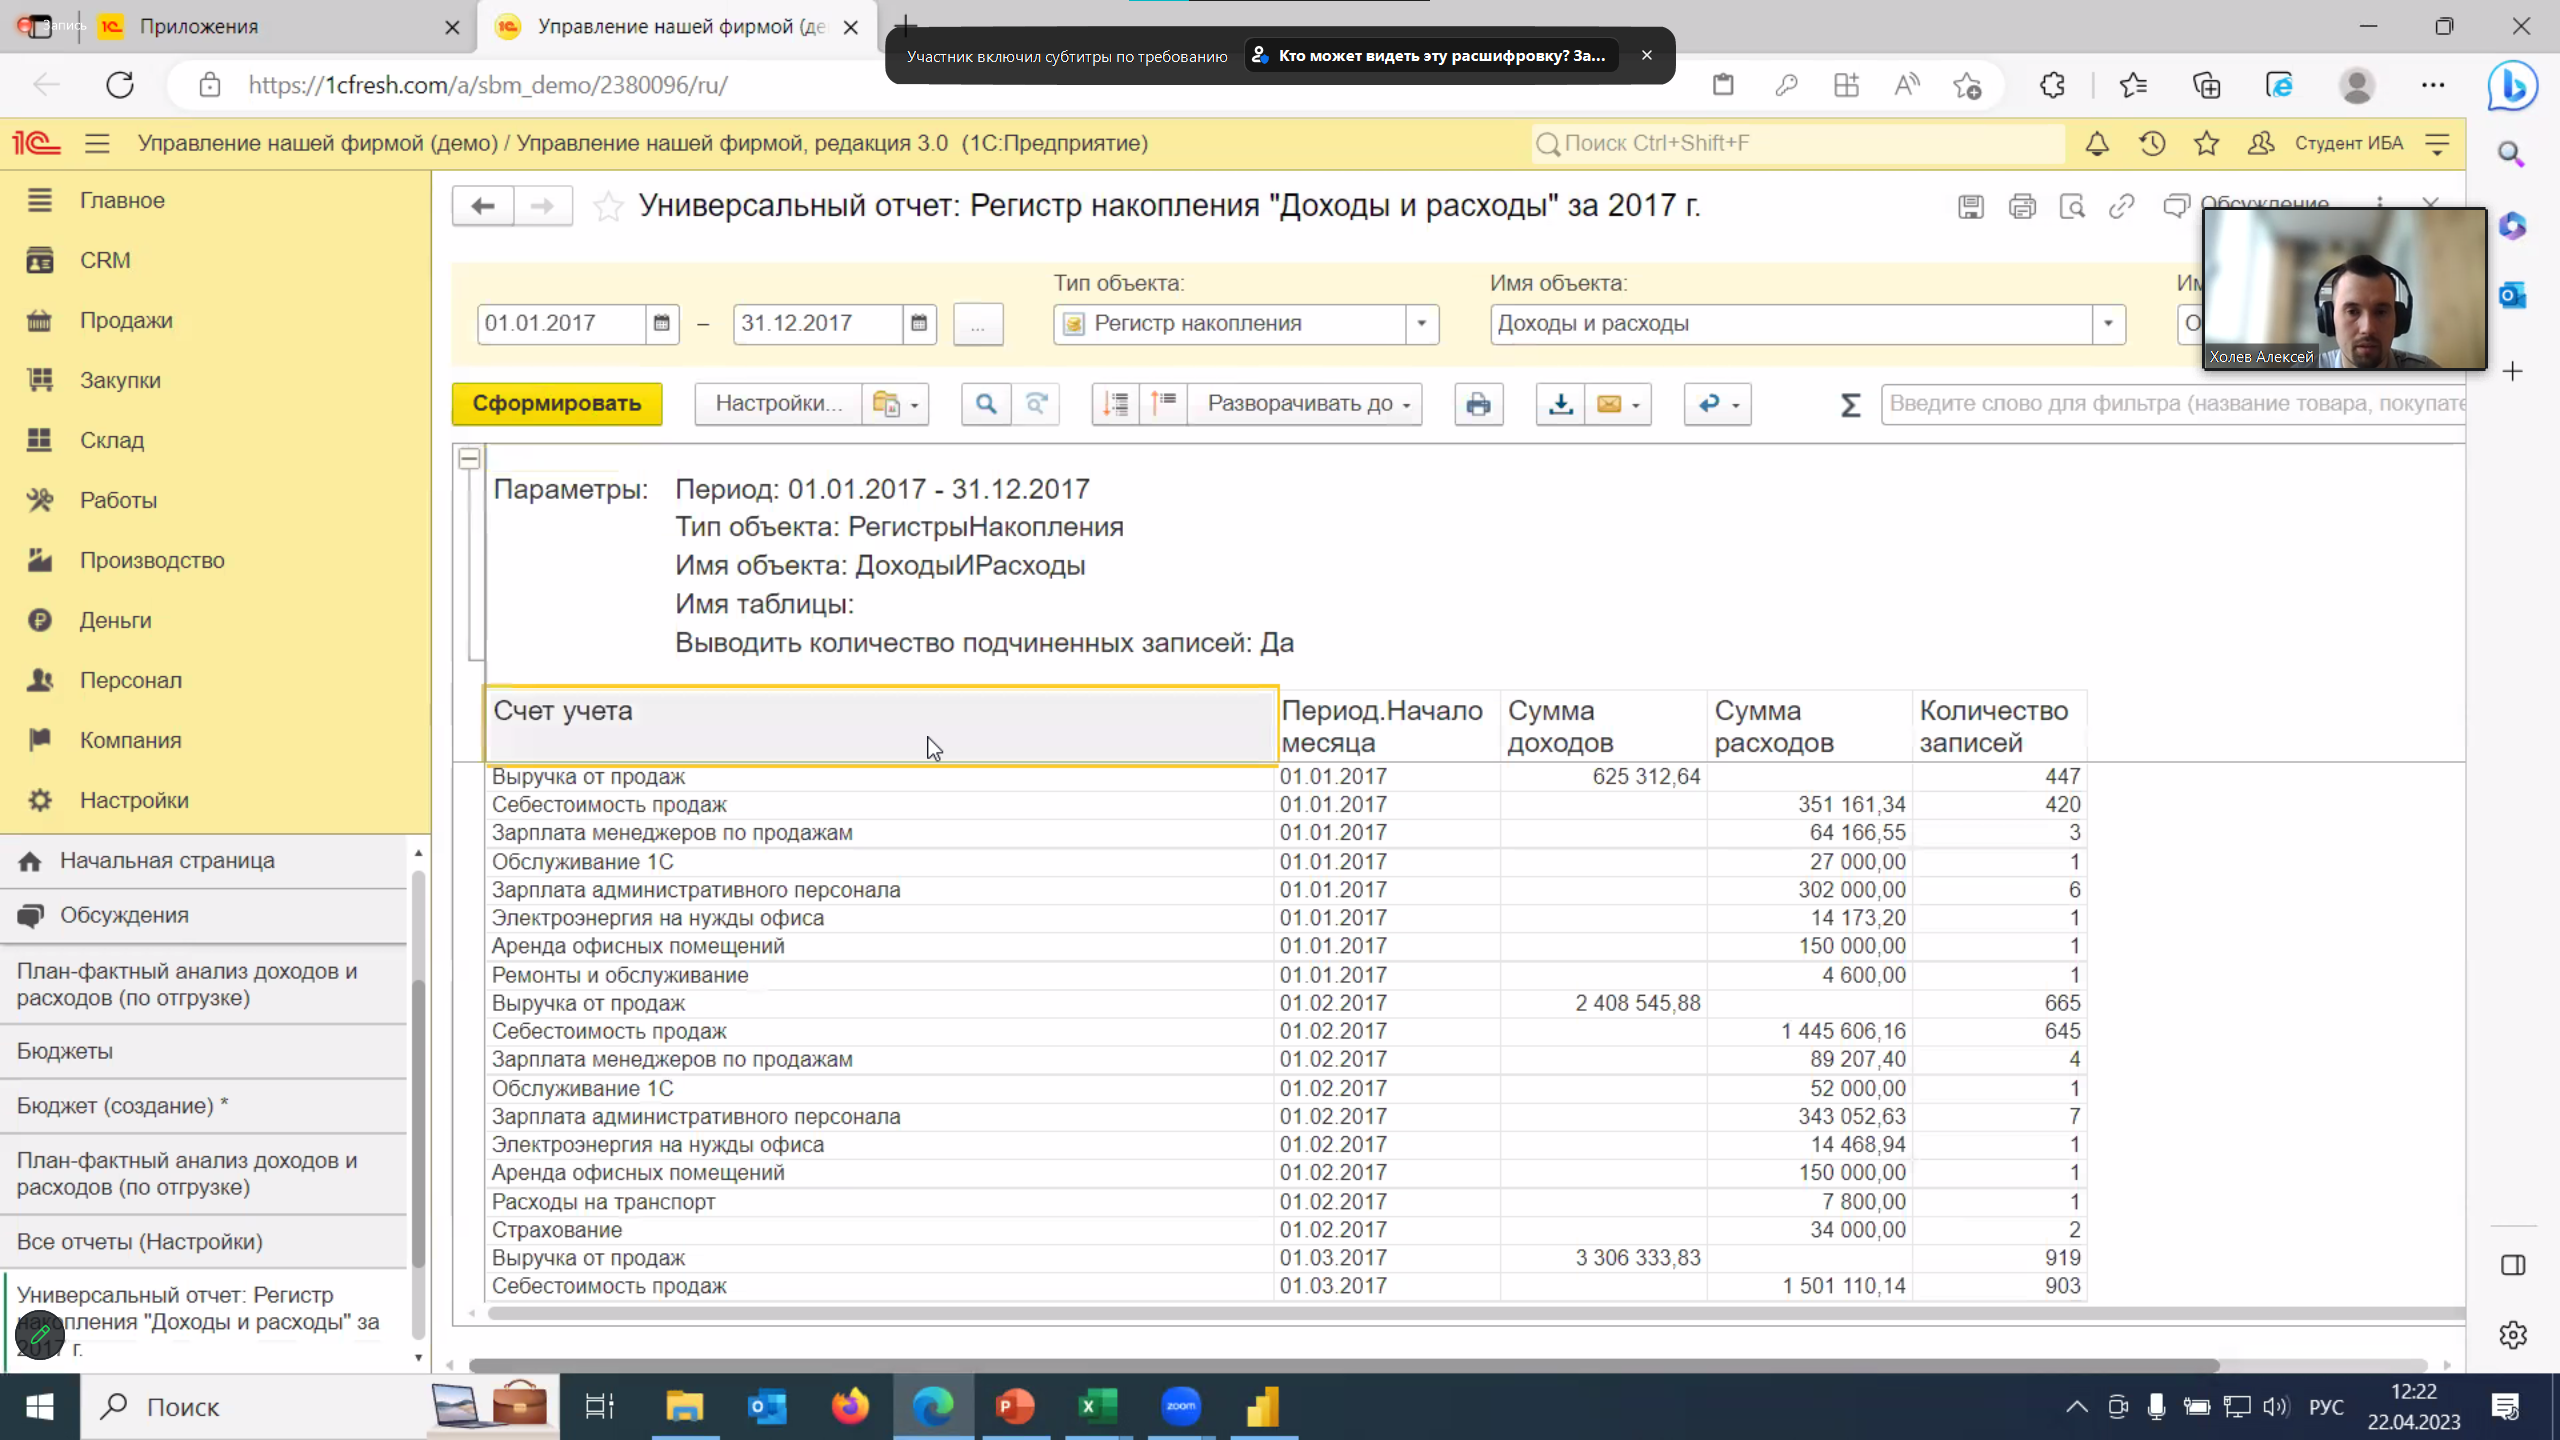 Запись
Приложения
Управление нашей фирмой (де
Участник включил субтитры по требованию
Кто может видеть эту расшифровку? За...
https://1cfresh.com/a/sbm_demo/2380096/ru/
Управление нашей фирмой (демо) / Управление нашей фирмой, редакция 3.0 (1С:Предприятие)
Поиск Ctrl+Shift+F
Студент ИБА
Главное
CRM
Продажи
Закупки
Склад
Работы
Производство
Деньги
Персонал
Компания
Настройки
Начальная страница
Обсуждения
План-фактный анализ доходов и
расходов (по отгрузке)
Бюджеты
Бюджет (создание) *
План-фактный анализ доходов и
расходов (по отгрузке)
Все отчеты (Настройки)
Универсальный отчет: Регистр
накопления "Доходы и расходы" за
2017 г.
Универсальный отчет: Регистр накопления "Доходы и расходы" за 2017 г.
Обсуждение
Тип объекта:
Имя объекта:
01.01.2017
–
31.12.2017
...
Регистр накопления
Доходы и расходы
Холев Алексей
Сформировать
Настройки...
Разворачивать до
Σ
Введите слово для фильтра (название товара, покупате
Параметры:
Период: 01.01.2017 - 31.12.2017
Тип объекта: РегистрыНакопления
Имя объекта: ДоходыИРасходы
Имя таблицы:
Выводить количество подчиненных записей: Да
Счет учета
Период.Начало
месяца
Сумма
доходов
Сумма
расходов
Количество
записей
Выручка от продаж 01.01.2017 625 312,64 447
Себестоимость продаж 01.01.2017 351 161,34 420
Зарплата менеджеров по продажам 01.01.2017 64 166,55 3
Обслуживание 1С 01.01.2017 27 000,00 1
Зарплата административного персонала 01.01.2017 302 000,00 6
Электроэнергия на нужды офиса 01.01.2017 14 173,20 1
Аренда офисных помещений 01.01.2017 150 000,00 1
Ремонты и обслуживание 01.01.2017 4 600,00 1
Выручка от продаж 01.02.2017 2 408 545,88 665
Себестоимость продаж 01.02.2017 1 445 606,16 645
Зарплата менеджеров по продажам 01.02.2017 89 207,40 4
Обслуживание 1С 01.02.2017 52 000,00 1
Зарплата административного персонала 01.02.2017 343 052,63 7
Электроэнергия на нужды офиса 01.02.2017 14 468,94 1
Аренда офисных помещений 01.02.2017 150 000,00 1
Расходы на транспорт 01.02.2017 7 800,00 1
Страхование 01.02.2017 34 000,00 2
Выручка от продаж 01.03.2017 3 306 333,83 919
Себестоимость продаж 01.03.2017 1 501 110,14 903
Поиск
zoom
РУС
12:22
22.04.2023